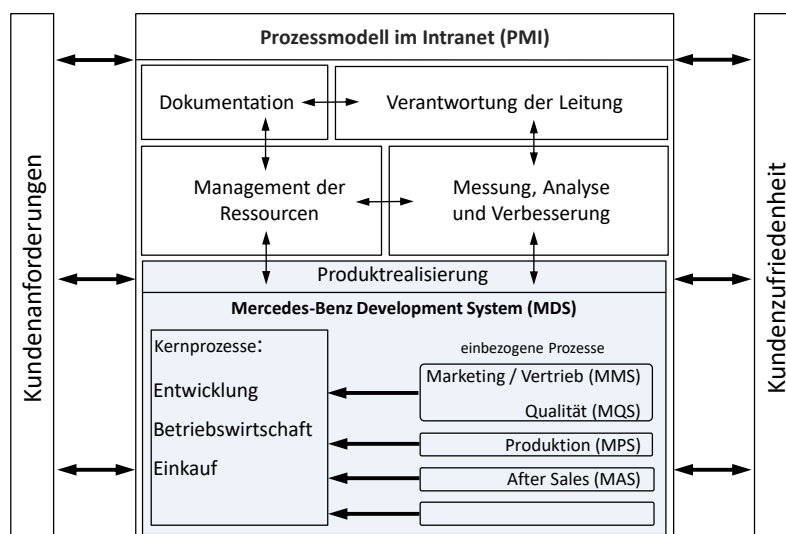 Prozessmodell im Intranet (PMI)
Kundenanforderungen
Dokumentation
Verantwortung der Leitung
Management der
Ressourcen
Messung, Analyse
und Verbesserung
Produktrealisierung
Mercedes-Benz Development System (MDS)
Kernprozesse:
Entwicklung
Betriebswirtschaft
Einkauf
einbezogene Prozesse
Marketing / Vertrieb (MMS)
Qualität (MQS)
Produktion (MPS)
After Sales (MAS)
Kundenzufriedenheit